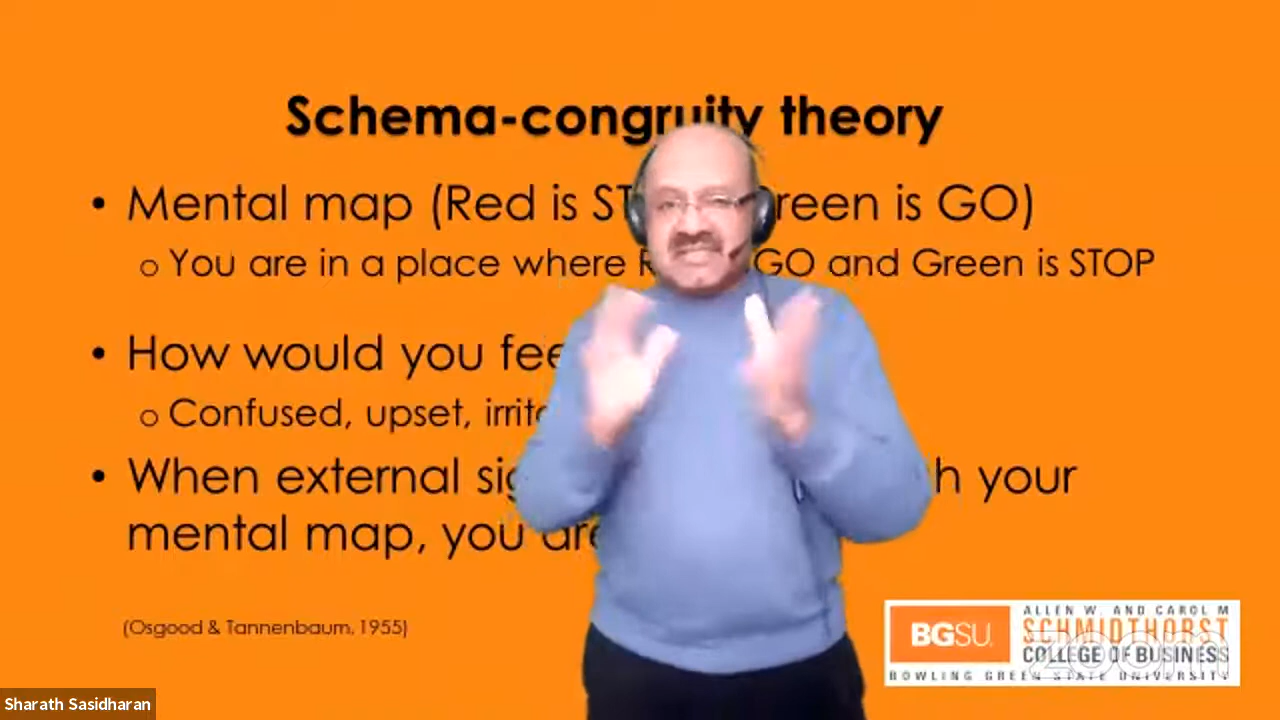 Schema-congruity theory
• Mental map (Red is ST reen is GO)
o You are in a place where R GO and Green is STOP
• How would you fee
o Confused, upset, irrita
• When external sig h your
mental map, you are
(Osgood & Tannenbaum, 1955)
ALLEN W. AND CAROL M
BGSU. SCHMIDTHORST
COLLEGE OF BUSINESS
BOWLING GREEN STATE UNIVERSITY
zoom
Sharath Sasidharan